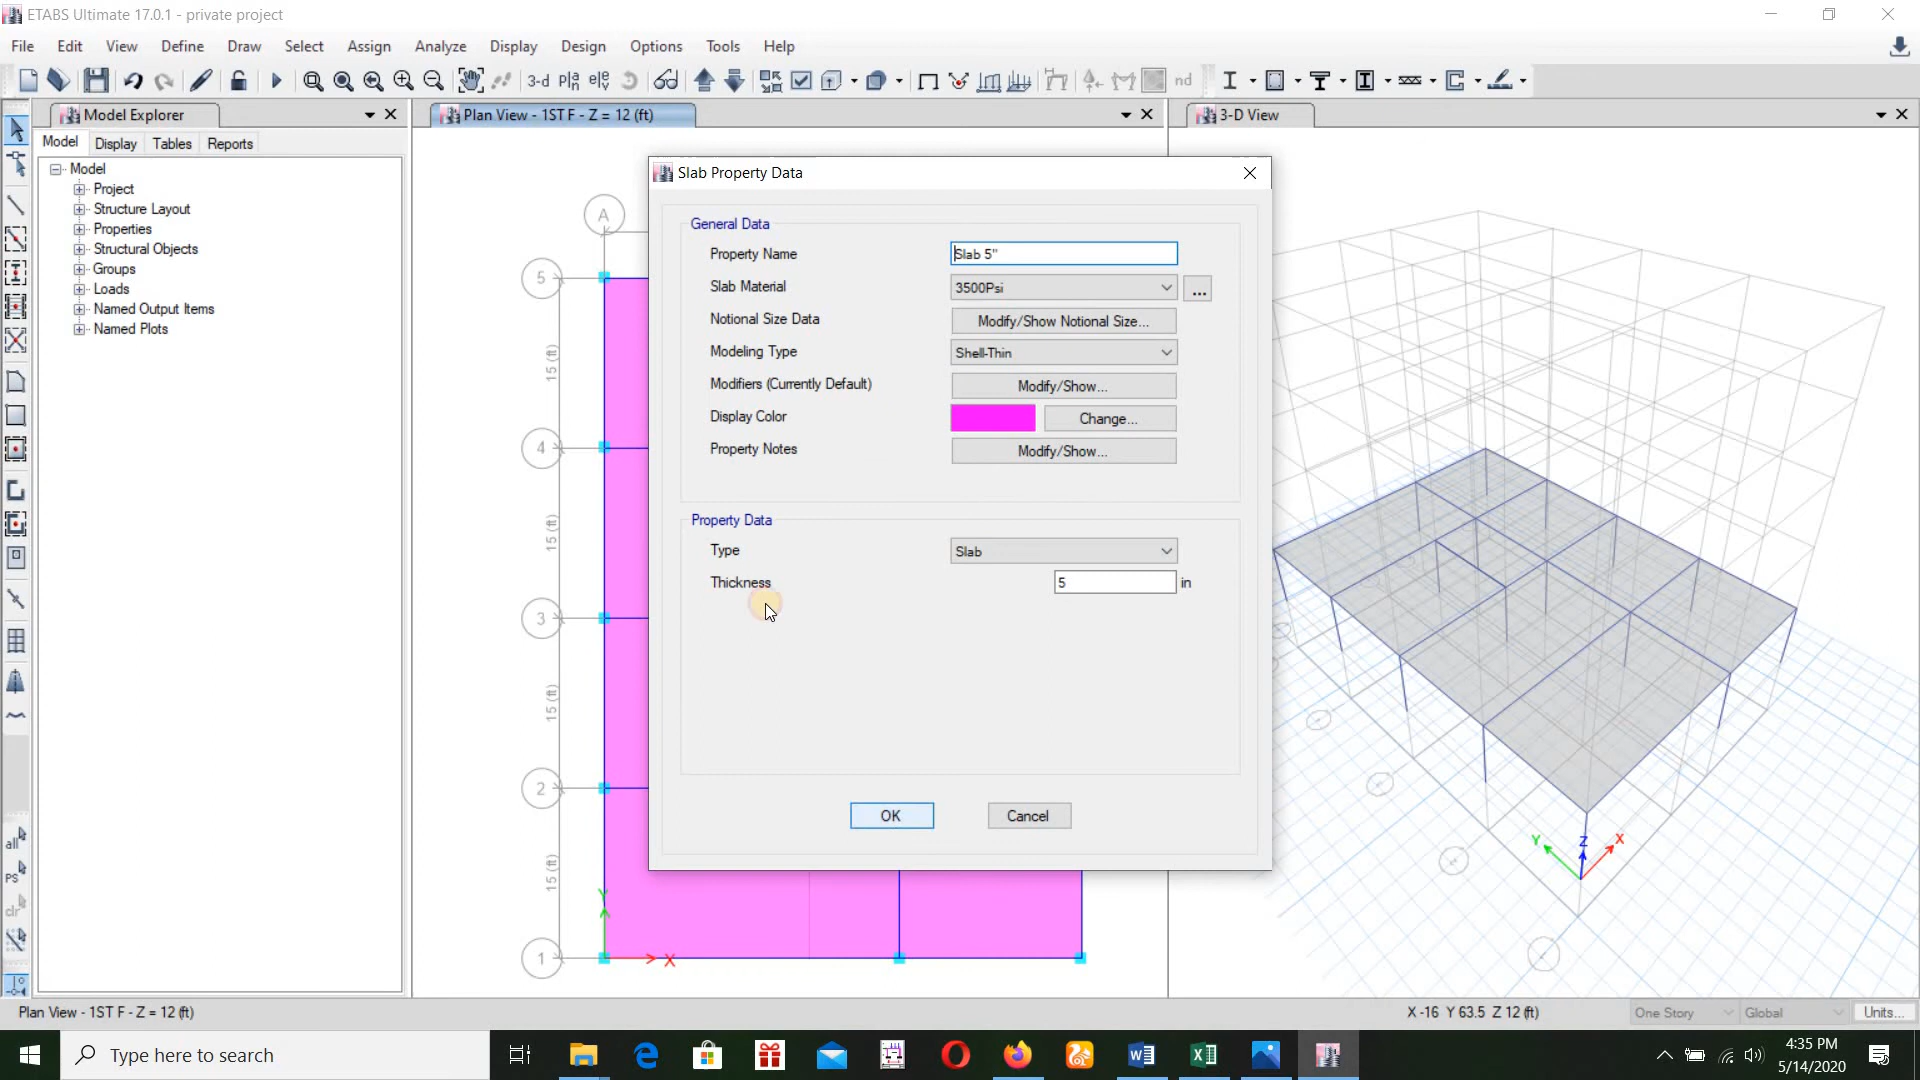 ETABS Ultimate 17.0.1 - private project
File Edit View Define Draw Select Assign Analyze Display Design Options Tools Help
3-d
nd
Model Explorer
Plan View - 1ST F - Z = 12 (ft)
3-D View
Model Display Tables Reports
Model
Project
Structure Layout
Properties
Structural Objects
Groups
Loads
Named Output Items
Named Plots
A
5
4
3
2
1
15 (ft)
15 (ft)
15 (ft)
15 (ft)
Y
X
Slab Property Data
General Data
Property Name Slab 5"
Slab Material 3500Psi ...
Notional Size Data Modify/Show Notional Size...
Modeling Type Shell-Thin
Modifiers (Currently Default) Modify/Show...
Display Color Change...
Property Notes Modify/Show...
Property Data
Type Slab
Thickness 5 in
OK Cancel
Y Z X
all
PS
clr
Plan View - 1ST F - Z = 12 (ft)
X -16 Y 63.5 Z 12 (ft)
One Story Global Units...
Type here to search
4:35 PM
5/14/2020